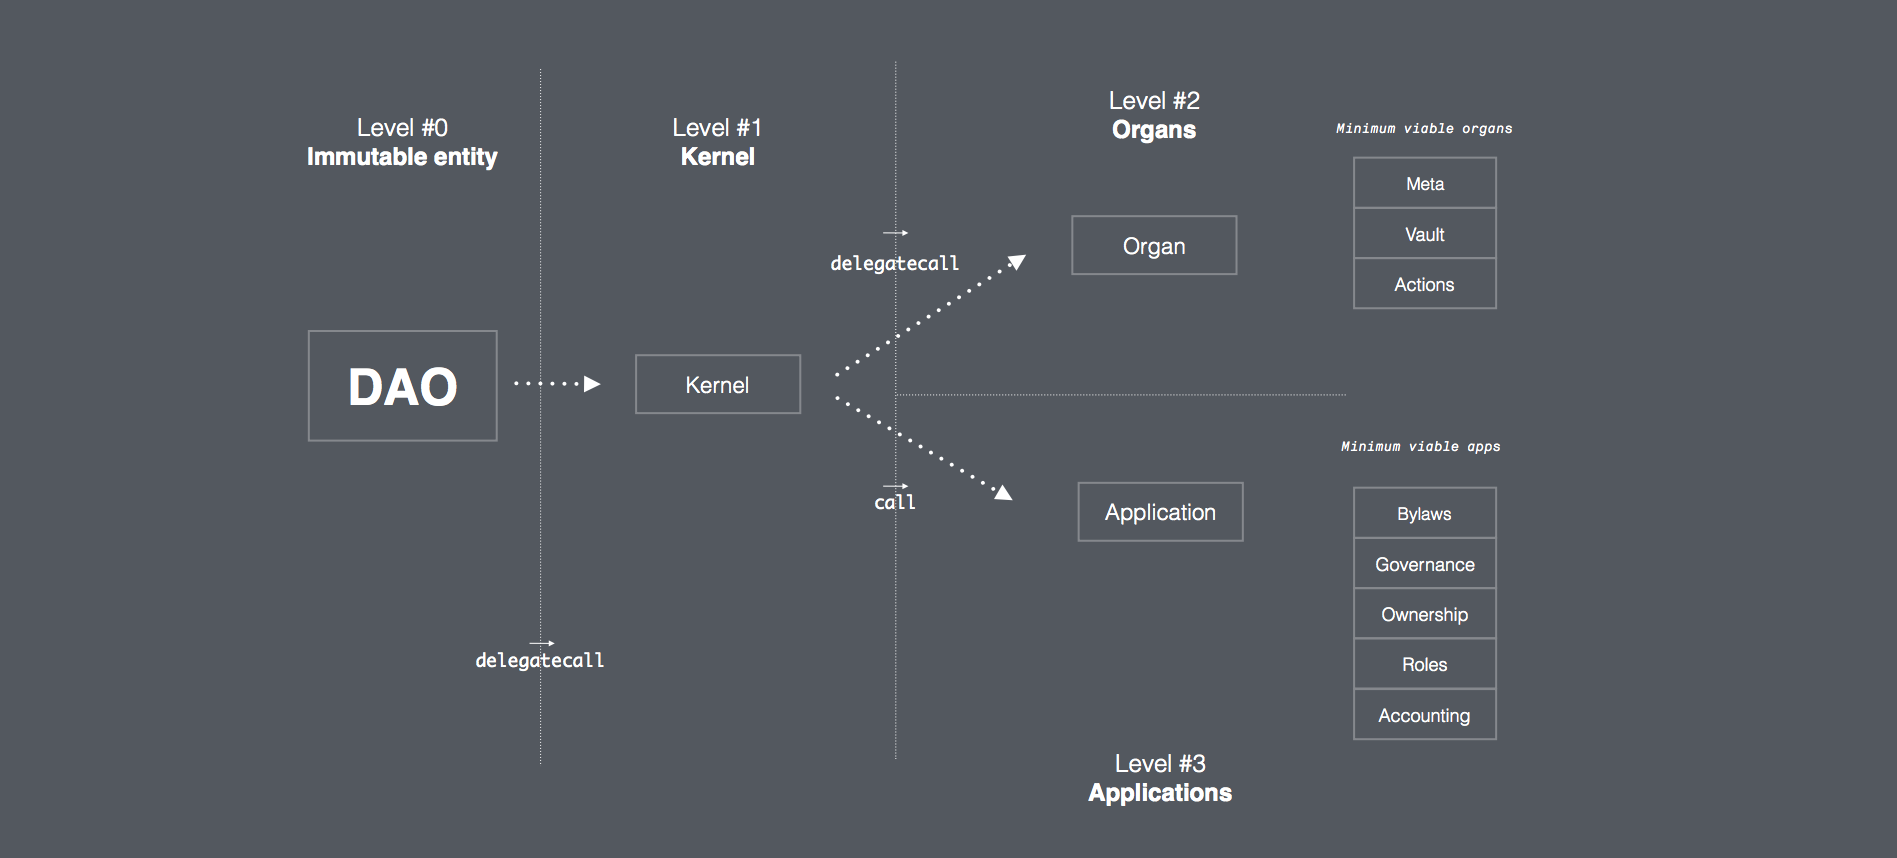 Level #0
Immutable entity
DAO
delegatecall
Level #1
Kernel
Kernel
delegatecall
call
Level #2
Organs
Organ
Minimum viable organs
Meta
Vault
Actions
Application
Level #3
Applications
Minimum viable apps
Bylaws
Governance
Ownership
Roles
Accounting